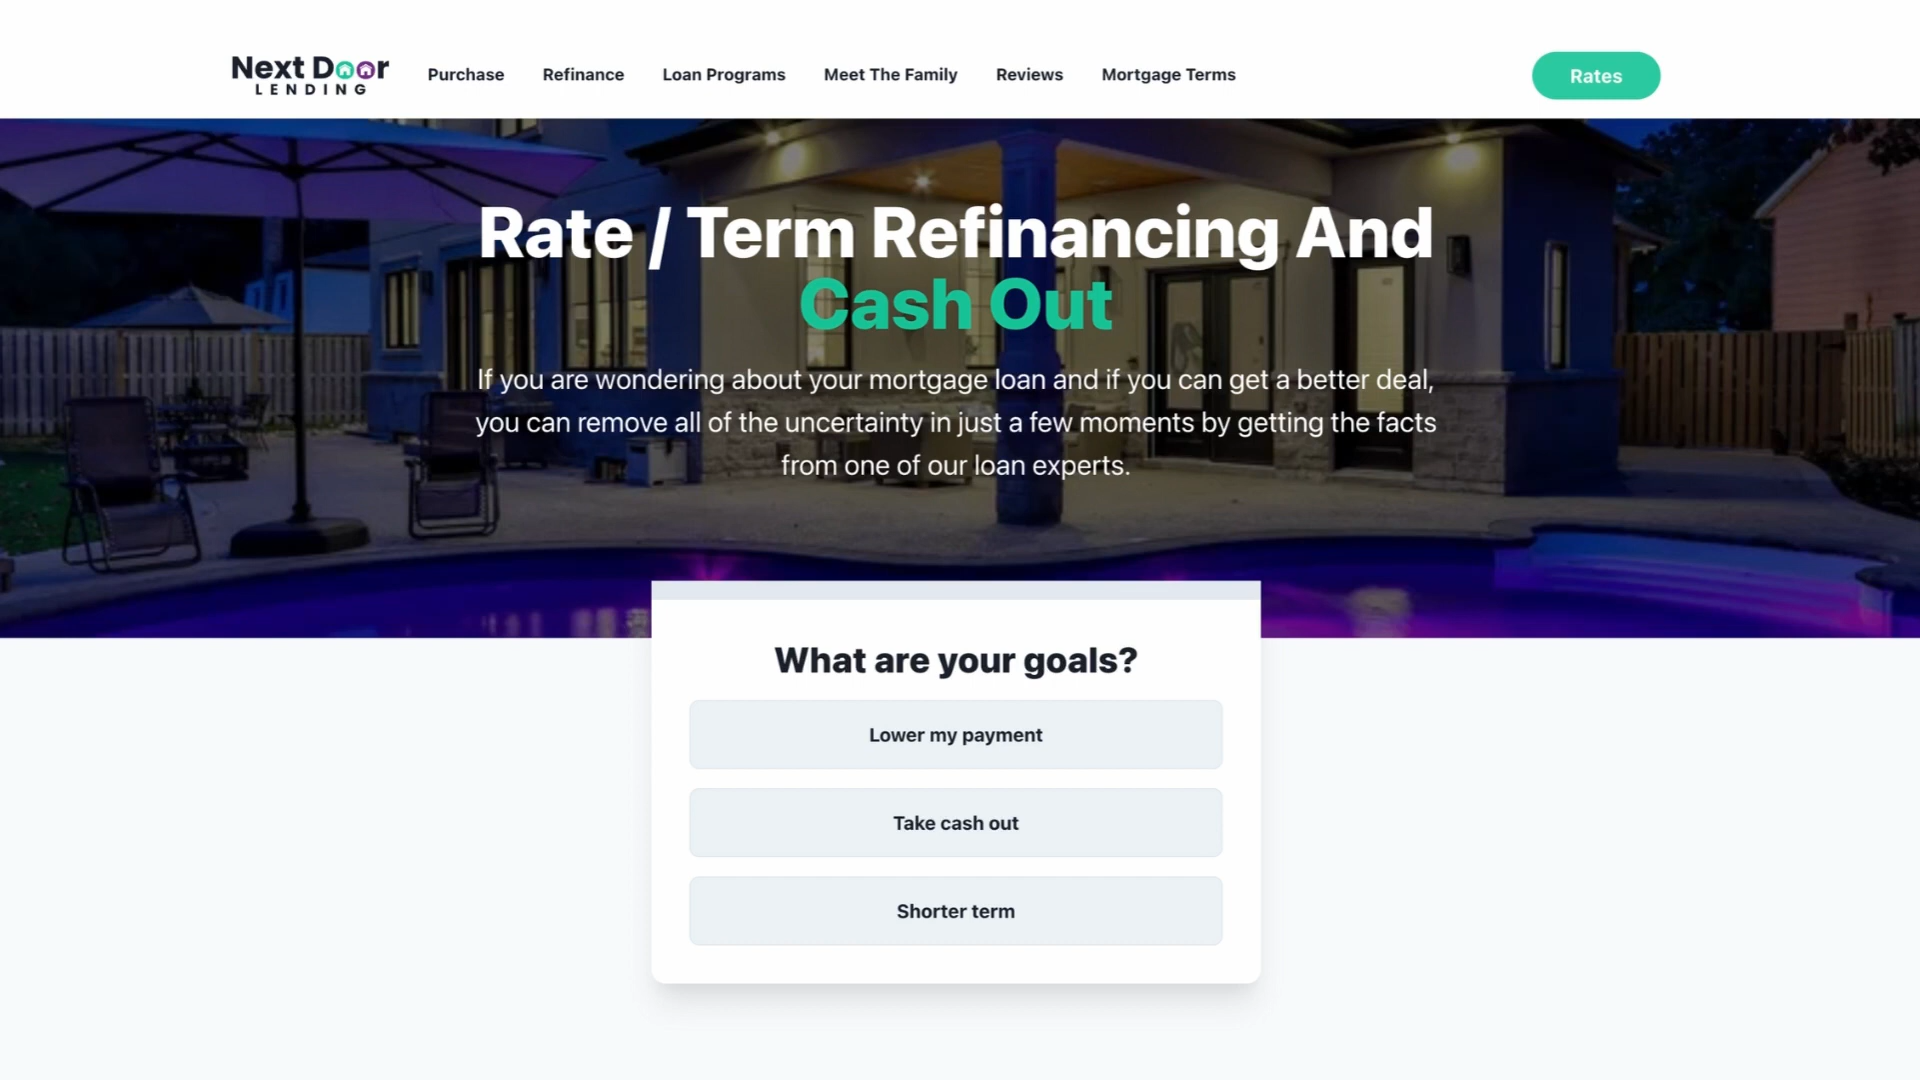 Next Door
LENDING
Purchase
Refinance
Loan Programs
Meet The Family
Reviews
Mortgage Terms
Rates
Rate / Term Refinancing And
Cash Out
If you are wondering about your mortgage loan and if you can get a better deal,
you can remove all of the uncertainty in just a few moments by getting the facts
from one of our loan experts.
What are your goals?
Lower my payment
Take cash out
Shorter term